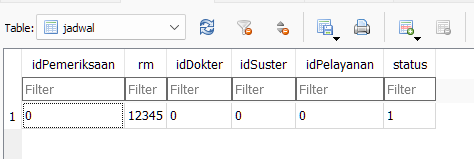 Table: jadwal
idPemeriksaan rm idDokter idSuster idPelayanan status
Filter Filter Filter Filter Filter Filter
1 0 12345 0 0 0 1